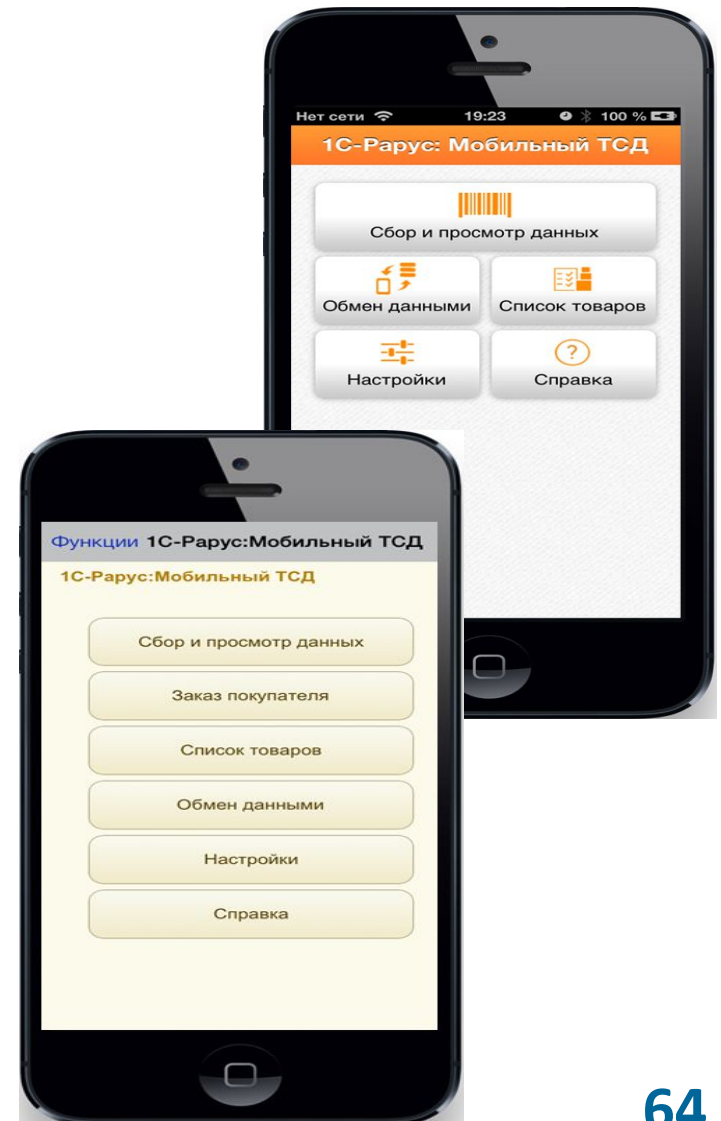 Нет сети 19:23 100 %
1С-Рарус: Мобильный ТСД
Сбор и просмотр данных
Обмен данными Список товаров
Настройки Справка
Функции 1С-Рарус:Мобильный ТСД
1С-Рарус:Мобильный ТСД
Сбор и просмотр данных
Заказ покупателя
Список товаров
Обмен данными
Настройки
Справка
64